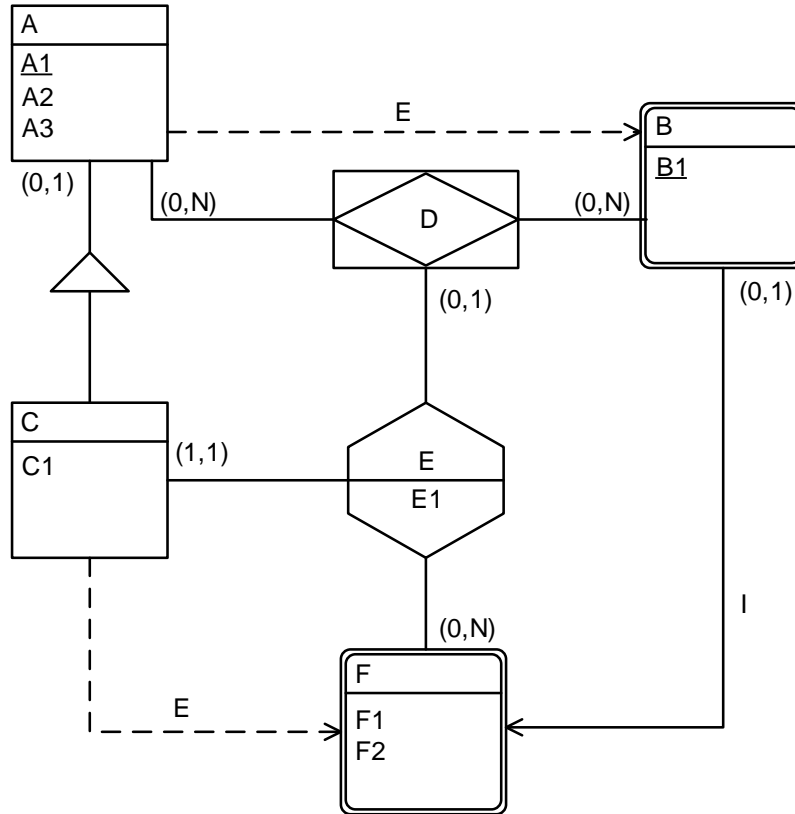 A
A1
A2
A3
E
B
B1
(0,1)
(0,N)
D
(0,N)
(0,1)
(0,1)
C
C1
(1,1)
E
E1
I
(0,N)
F
F1
F2
E